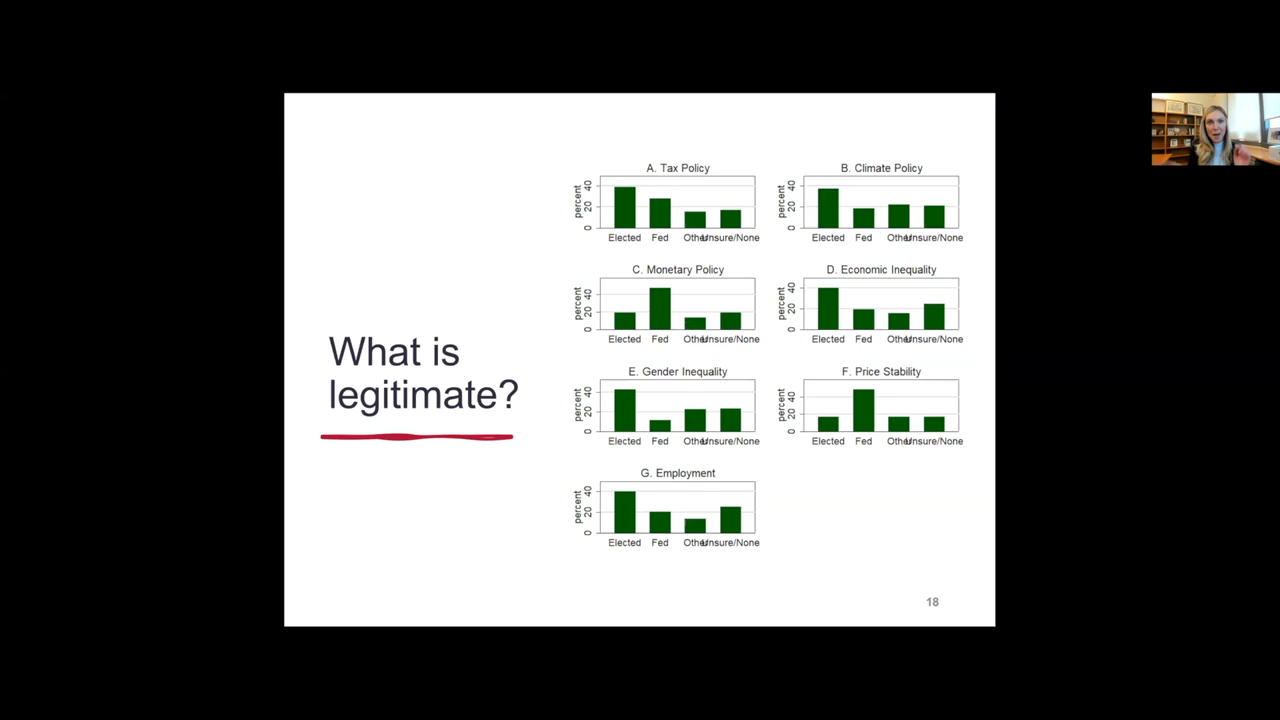 What is
legitimate?
A. Tax Policy
percent
0 20 40
Elected Fed Other Unsure/None
B. Climate Policy
percent
0 20 40
Elected Fed Other Unsure/None
C. Monetary Policy
percent
0 20 40
Elected Fed Other Unsure/None
D. Economic Inequality
percent
0 20 40
Elected Fed Other Unsure/None
E. Gender Inequality
percent
0 20 40
Elected Fed Other Unsure/None
F. Price Stability
percent
0 20 40
Elected Fed Other Unsure/None
G. Employment
percent
0 20 40
Elected Fed Other Unsure/None
18